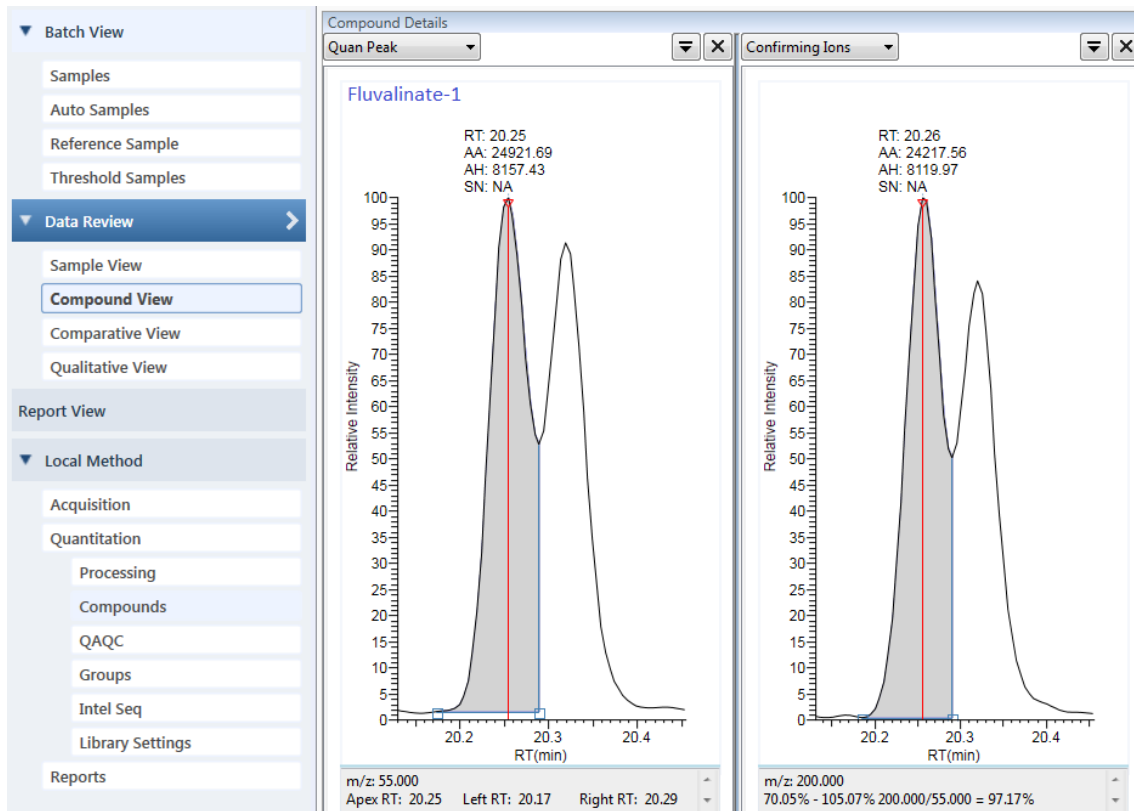 Batch View
Samples
Auto Samples
Reference Sample
Threshold Samples
Data Review
Sample View
Compound View
Comparative View
Qualitative View
Report View
Local Method
Acquisition
Quantitation
Processing
Compounds
QAQC
Groups
Intel Seq
Library Settings
Reports
Compound Details
Quan Peak
Fluvalinate-1
RT: 20.25
AA: 24921.69
AH: 8157.43
SN: NA
100
95
90
85
80
75
70
65
60
55
50
45
40
35
30
25
20
15
10
5
0
Relative Intensity
20.2 20.3 20.4
RT(min)
m/z: 55.000
Apex RT: 20.25 Left RT: 20.17 Right RT: 20.29
Confirming Ions
RT: 20.26
AA: 24217.56
AH: 8119.97
SN: NA
100
95
90
85
80
75
70
65
60
55
50
45
40
35
30
25
20
15
10
5
0
Relative Intensity
20.2 20.3 20.4
RT(min)
m/z: 200.000
70.05% - 105.07% 200.000/55.000 = 97.17%